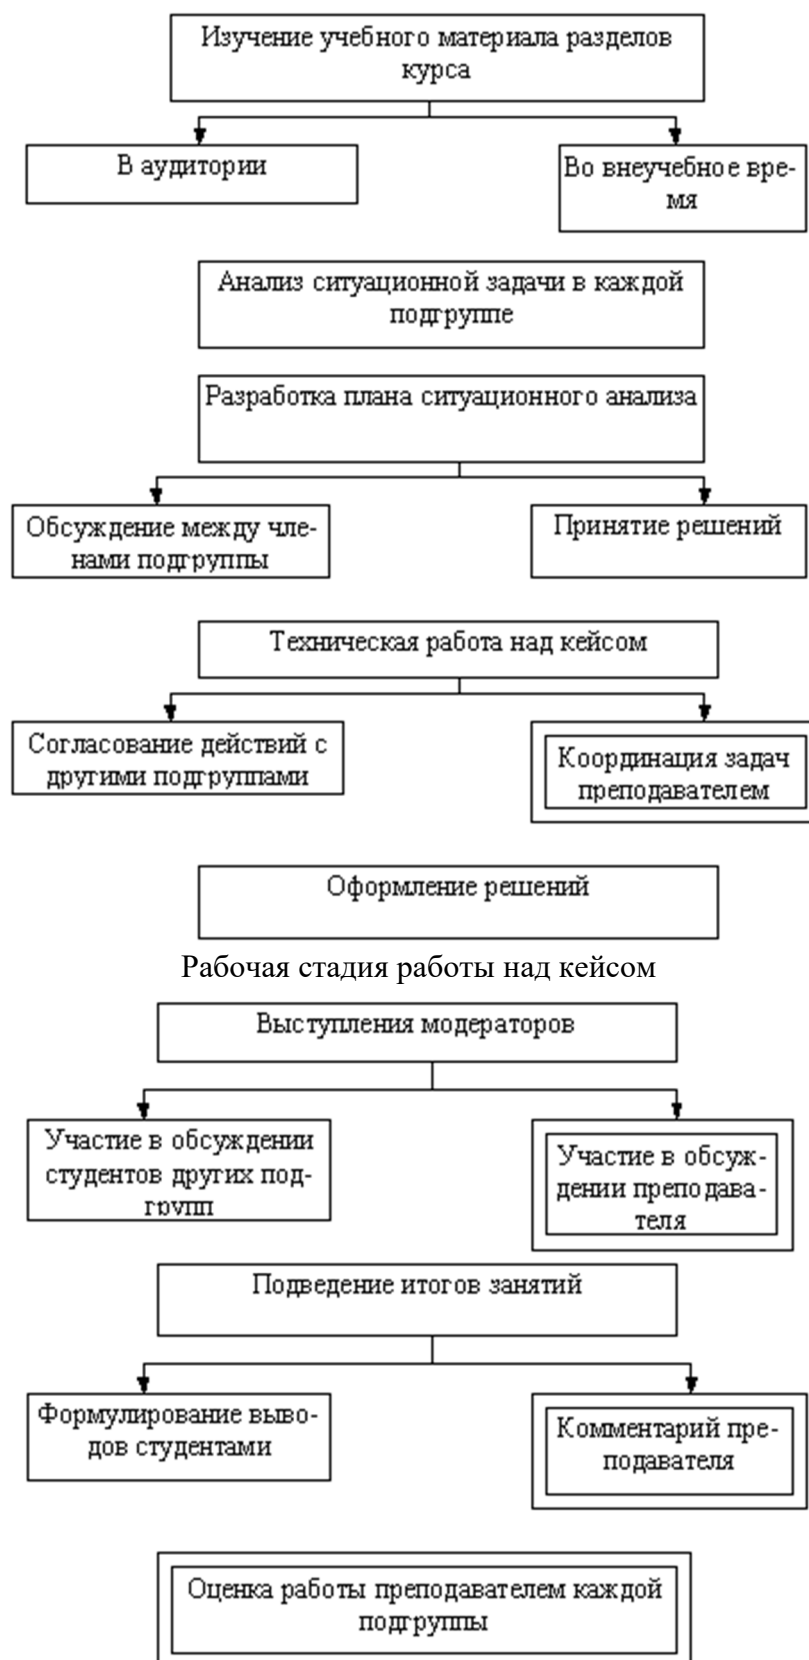 Изучение учебного материала разделов
курса
В аудитории
Во внеучебное вре-
мя
Анализ ситуационной задачи в каждой
подгруппе
Разработка плана ситуационного анализа
Обсуждение между чле-
нами подгруппы
Принятие решений
Техническая работа над кейсом
Согласование действий с
другими подгруппами
Координация задач
преподавателем
Оформление решений
Рабочая стадия работы над кейсом
Выступления модераторов
Участие в обсуждении
студентов других под-
групп
Участие в обсуж-
дении преподава-
теля
Подведение итогов занятий
Формулирование выво-
дов студентами
Комментарий пре-
подавателя
Оценка работы преподавателем каждой
подгруппы